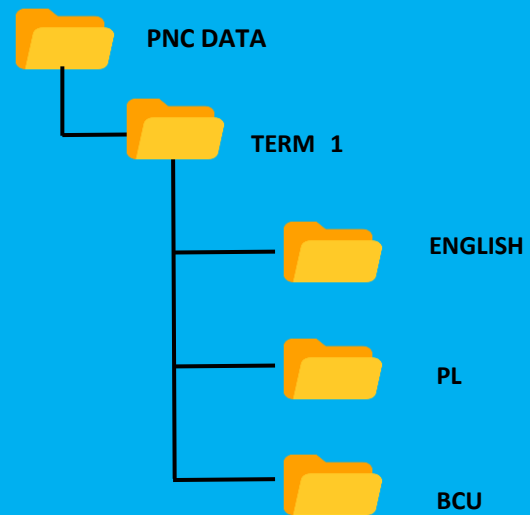 PNC DATA
TERM 1
ENGLISH
PL
BCU